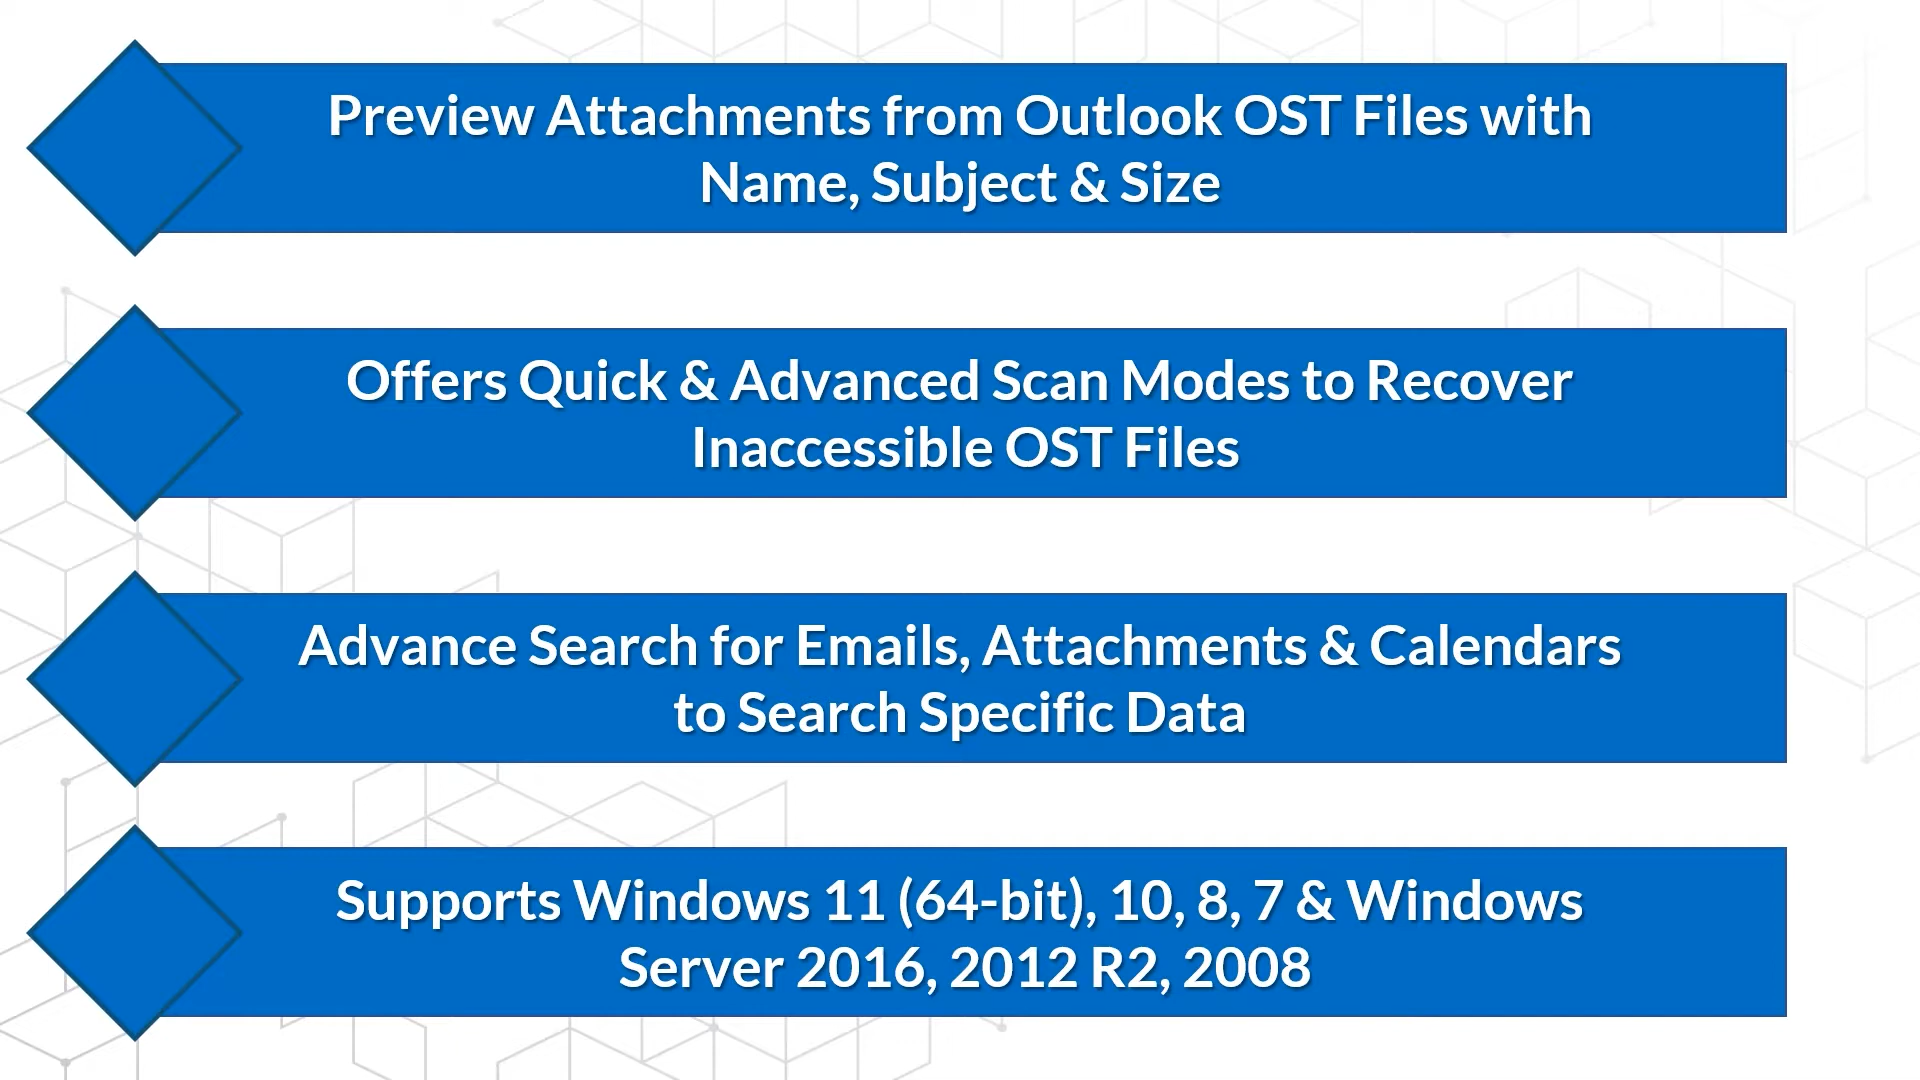 Preview Attachments from Outlook OST Files with
Name, Subject & Size
Offers Quick & Advanced Scan Modes to Recover
Inaccessible OST Files
Advance Search for Emails, Attachments & Calendars
to Search Specific Data
Supports Windows 11 (64-bit), 10, 8, 7 & Windows
Server 2016, 2012 R2, 2008